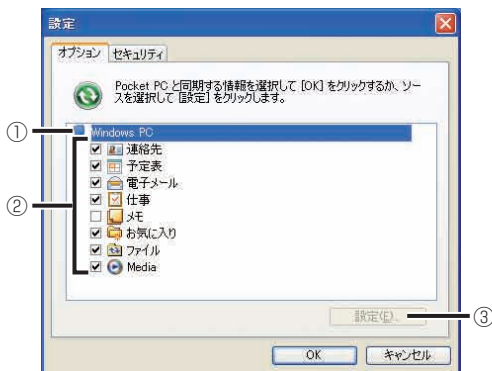 設定
オプション セキュリティ
Pocket PC と同期する情報を選択して [OK] をクリックするか、ソー
スを選択して [設定] をクリックします。
① Windows PC
連絡先
予定表
電子メール
② 仕事
メモ
お気に入り
ファイル
Media
設定(E)... ③
OK キャンセル